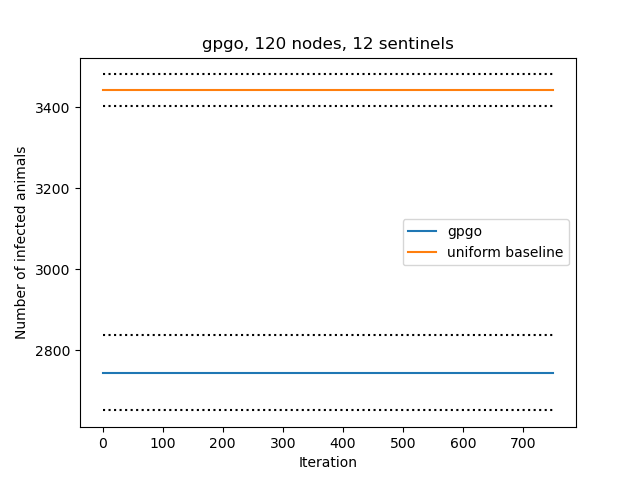 gpgo, 120 nodes, 12 sentinels
3400
3200
3000
2800
Number of infected animals
gpgo
uniform baseline
0 100 200 300 400 500 600 700
Iteration